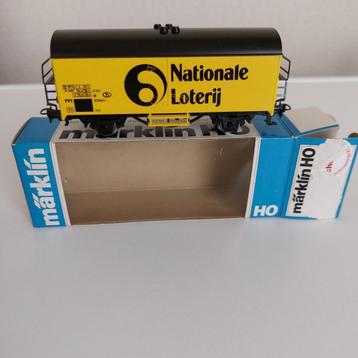 Nationale
Loterij
märklin
märklin HO
HO
märklin HO